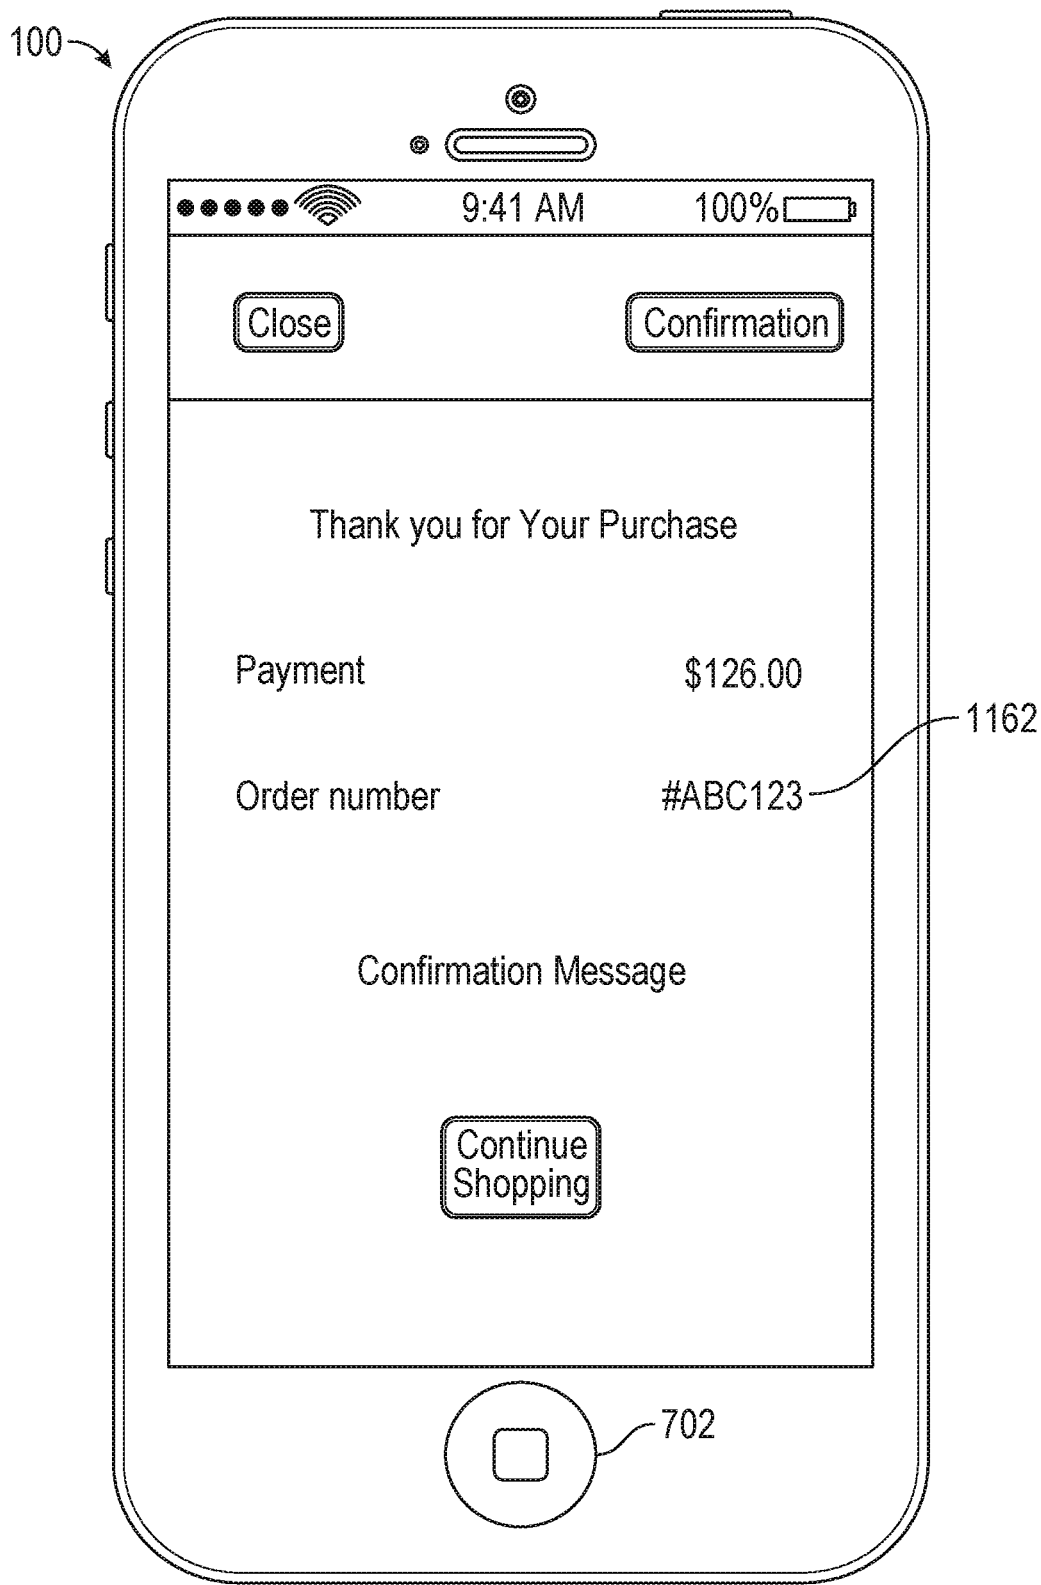 100
9:41 AM 100%
Close Confirmation
Thank you for Your Purchase
Payment $126.00
1162
Order number #ABC123
Confirmation Message
Continue
Shopping
702